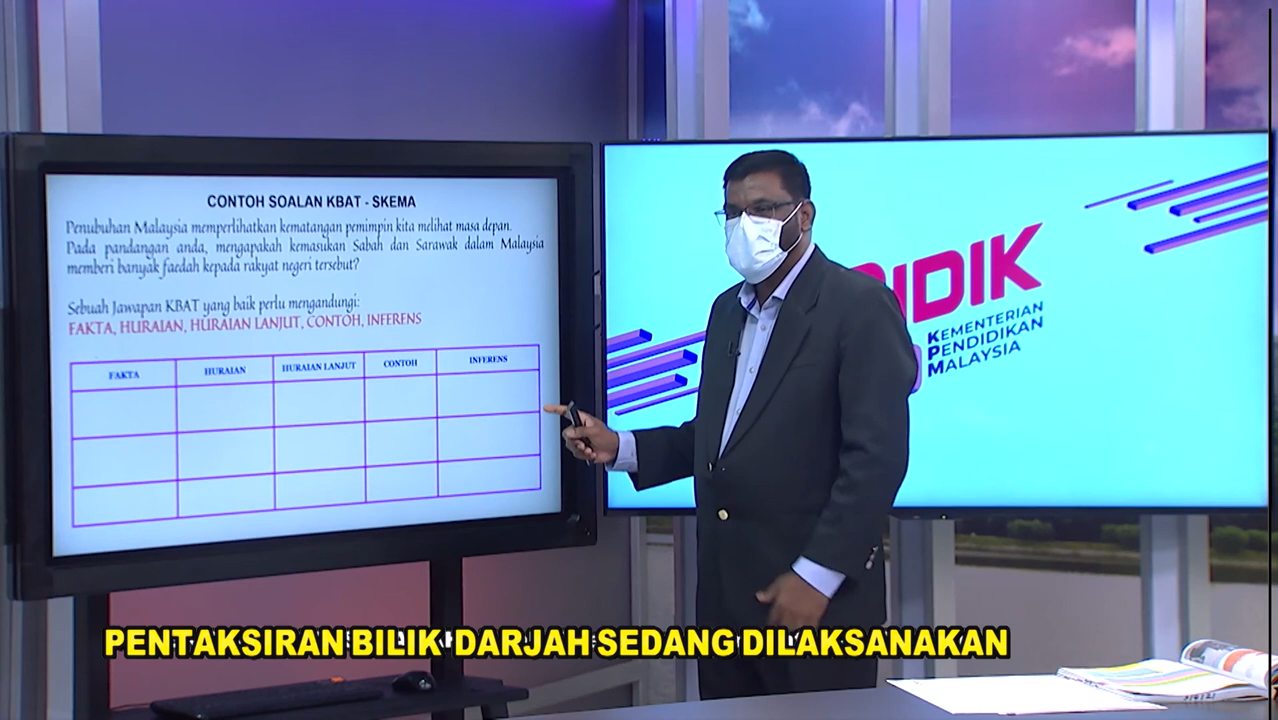 CONTOH SOALAN KBAT - SKEMA
Penubuhan Malaysia memperlihatkan kematangan pemimpin kita melihat masa depan.
Pada pandangan anda, mengapakah kemasukan Sabah dan Sarawak dalam Malaysia
memberi banyak faedah kepada rakyat negeri tersebut?
Sebuah Jawapan KBAT yang baik perlu mengandungi:
FAKTA, HURAIAN, HURAIAN LANJUT, CONTOH, INFERENS
FAKTA HURAIAN HURAIAN LANJUT CONTOH INFERENS
IDIK
KEMENTERIAN
PENDIDIKAN
MALAYSIA
PENTAKSIRAN BILIK DARJAH SEDANG DILAKSANAKAN